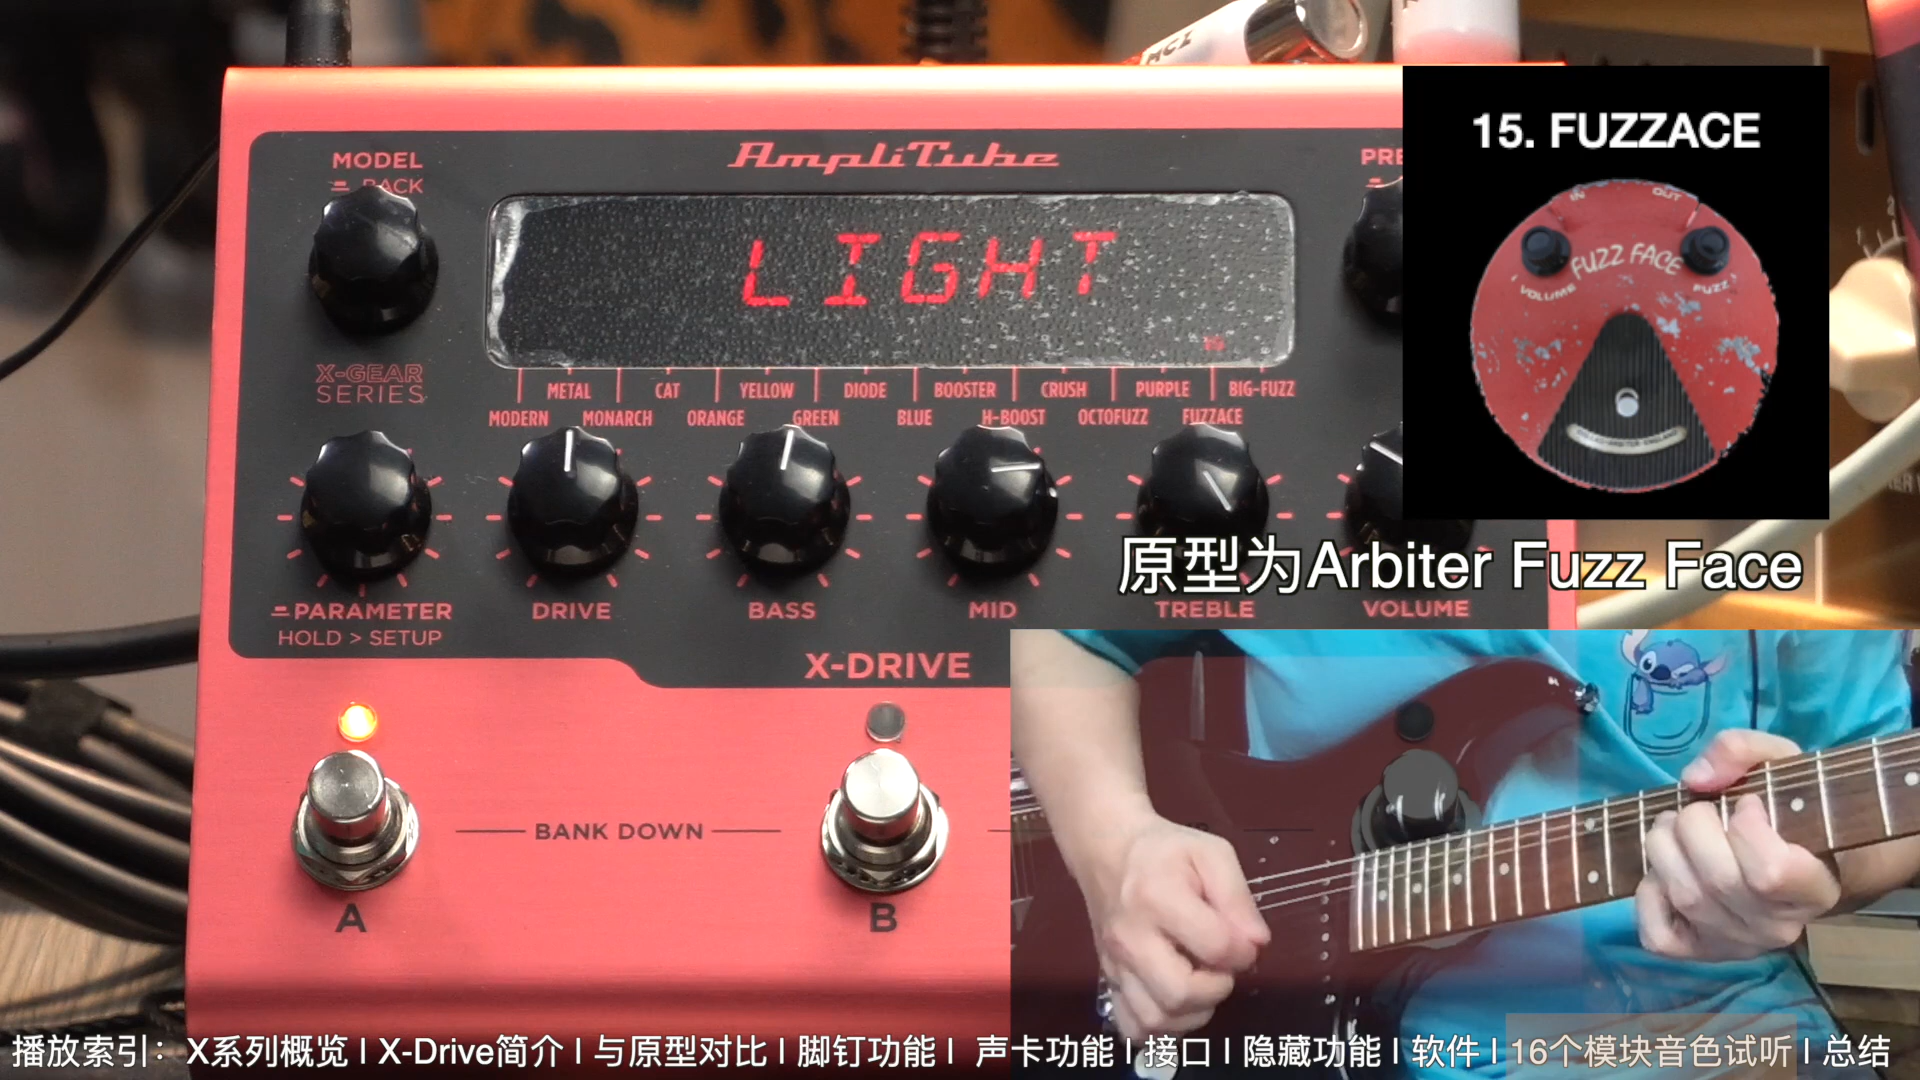 MODEL
BACK
AmpliTube
PRE
LIGHT
X-GEAR
SERIES
METAL CAT YELLOW DIODE BOOSTER CRUSH PURPLE BIG-FUZZ
MODERN MONARCH ORANGE GREEN BLUE H-BOOST OCTOFUZZ FUZZACE
15. FUZZACE
IN OUT
FUZZ FACE
VOLUME FUZZ
原型为Arbiter Fuzz Face
PARAMETER DRIVE BASS MID TREBLE VOLUME
HOLD > SETUP
X-DRIVE
BANK DOWN
A B
播放索引：X系列概览 | X-Drive简介 | 与原型对比 | 脚钉功能 | 声卡功能 | 接口 | 隐藏功能 | 软件 | 16个模块音色试听 | 总结